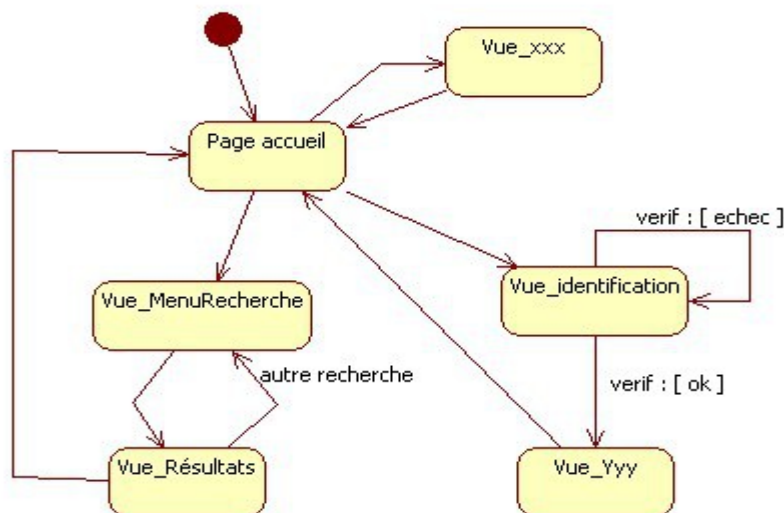 Vue_xxx
Page accueil
verif : [ echec ]
Vue_MenuRecherche
Vue_identification
autre recherche
verif : [ ok ]
Vue_Résultats
Vue_Yyy